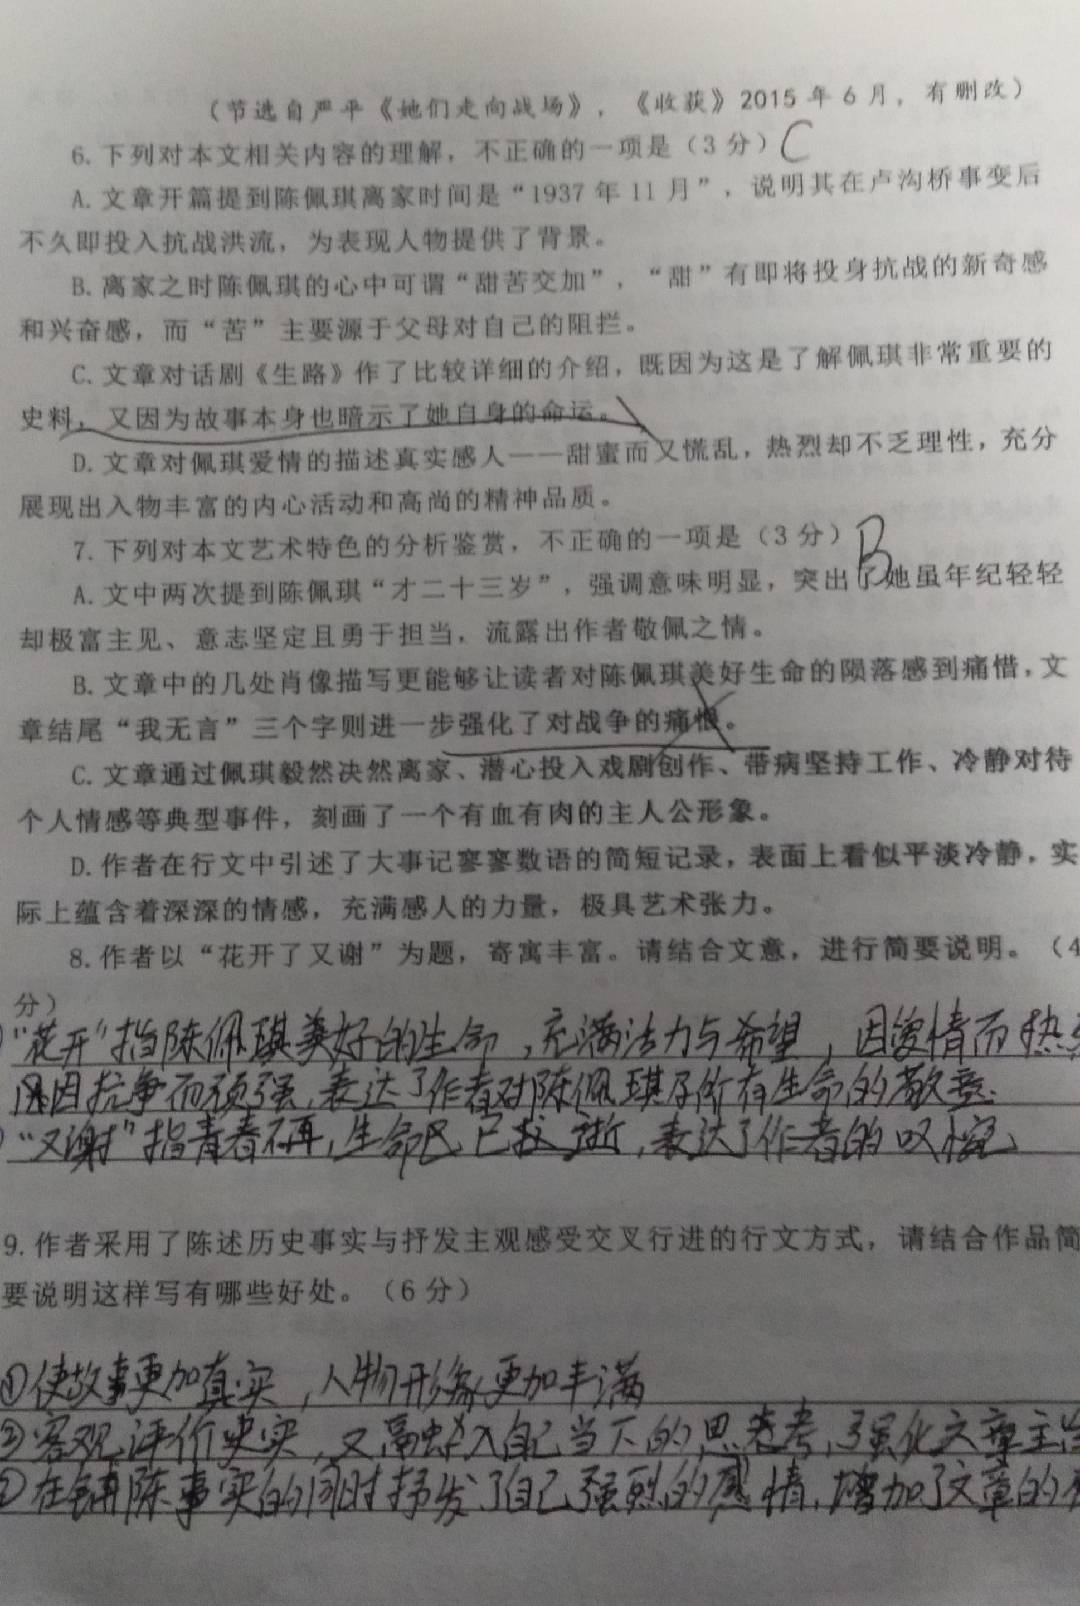 （节选自严平《她们走向战场》，《收获》2015年6月，有删改）
6.下列对本文相关内容的理解，不正确的一项是（3分）C
A.文章开篇提到陈佩琪离家时间是“1937年11月”，说明其在卢沟桥事变后
不久即投入抗战洪流，为表现人物提供了背景。
B.离家之时陈佩琪的心中可谓“甜苦交加”，“甜”有即将投身抗战的新奇感
和兴奋感，而“苦”主要源于父母对自己的阻拦。
C.文章对话剧《生路》作了比较详细的介绍，既因为这是了解佩琪非常重要的
史料，又因为故事本身也暗示了她自身的命运。
D.文章对佩琪爱情的描述真实感人——甜蜜而又慌乱，热烈却不乏理性，充分
展现出人物丰富的内心活动和高尚的精神品质。
7.下列对本文艺术特色的分析鉴赏，不正确的一项是（3分）B
A.文中两次提到陈佩琪“才二十三岁”，强调意味明显，突出了她虽年纪轻轻
却极富主见、意志坚定且勇于担当，流露出作者敬佩之情。
B.文章中的几处肖像描写更能够让读者对陈佩琪美好生命的陨落感到痛惜，文
章结尾“我无言”三个字则进一步强化了对战争的痛恨。
C.文章通过佩琪毅然决然离家、潜心投入戏剧创作、带病坚持工作、冷静对待
个人情感等典型事件，刻画了一个有血有肉的主人公形象。
D.作者在行文中引述了大事记寥寥数语的简短记录，表面上看似平淡冷静，实
际上蕴含着深深的情感，充满感人的力量，极具艺术张力。
8.作者以“花开了又谢”为题，寄寓丰富。请结合文意，进行简要说明。（4
分）
“花开”指陈佩琪美好的生命，充满活力与希望，因爱情而热
因抗争而顽强，表达了作者对陈佩琪及所有生命的敬意.
“又谢”指青春不再，生命已逝，表达了作者的叹惋
9.作者采用了陈述历史事实与抒发主观感受交叉行进的行文方式，请结合作品简
要说明这样写有哪些好处。（6分）
①使故事更加真实，人物形象更加丰满
③客观评价史实，又融入自己当下的思考，强化文章主
②在铺陈事实的同时抒发了自己强烈的感情，增加了文章的